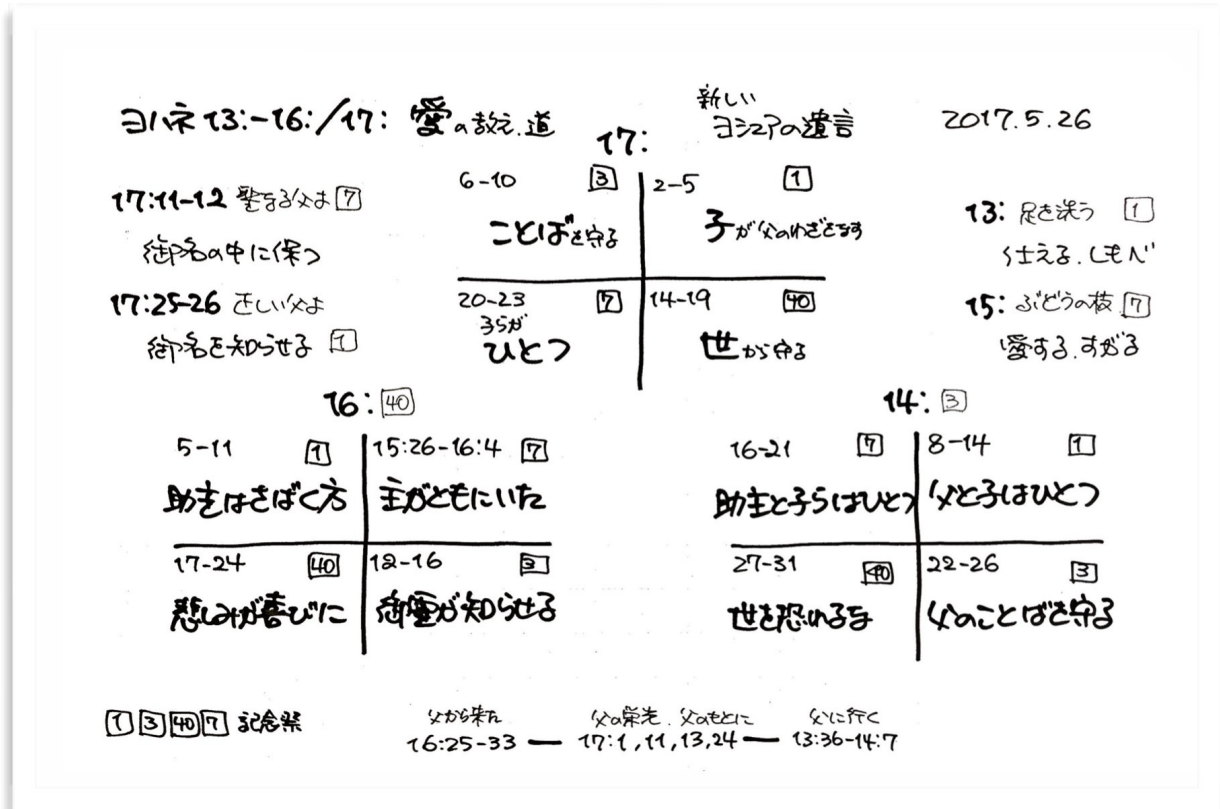 ヨハネ 13:-16:/17: 愛の教え.道
新しい
ヨシュアの遺言
2017.5.26
17:11-12 聖なる父よ 7
御名の中に保つ
17:25-26 正しい父よ
御名を知らせる 1
17:
6-10 3
ことばを守る
2-5 1
子が父のわざをなす
20-23 7
子らが
ひとつ
14-19 40
世から守る
13: 足を洗う 1
仕える.しもべ
15: ぶどうの枝 7
愛する.すがる
16: 40
5-11 1
助主はさばく方
15:26-16:4 7
主がともにいた
17-24 40
悲しみが喜びに
12-16 3
御霊が知らせる
14: 3
16-21 7
助主と子らはひとつ
8-14 1
父と子はひとつ
27-31 40
世を恐れるな
22-26 3
父のことばを守る
1 3 40 7 記念祭
父から来た 父の栄光.父のもとに 父に行く
16:25-33 — 17:1,11,13,24 — 13:36-14:7